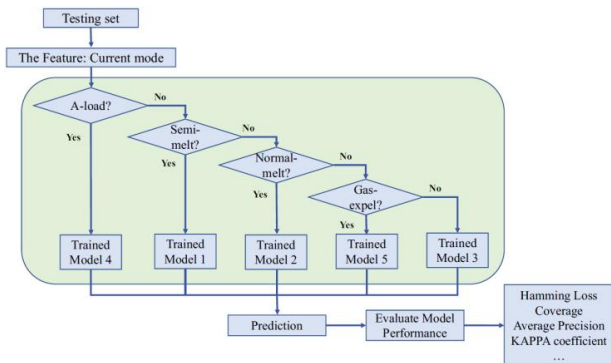 Testing set
The Feature: Current mode
A-load?
No
Yes
Semi-
melt?
No
Yes
Normal-
melt?
No
Yes
Gas-
expel?
No
Yes
Trained
Model 4
Trained
Model 1
Trained
Model 2
Trained
Model 5
Trained
Model 3
Prediction
Evaluate Model
Performance
Hamming Loss
Coverage
Average Precision
KAPPA coefficient
…